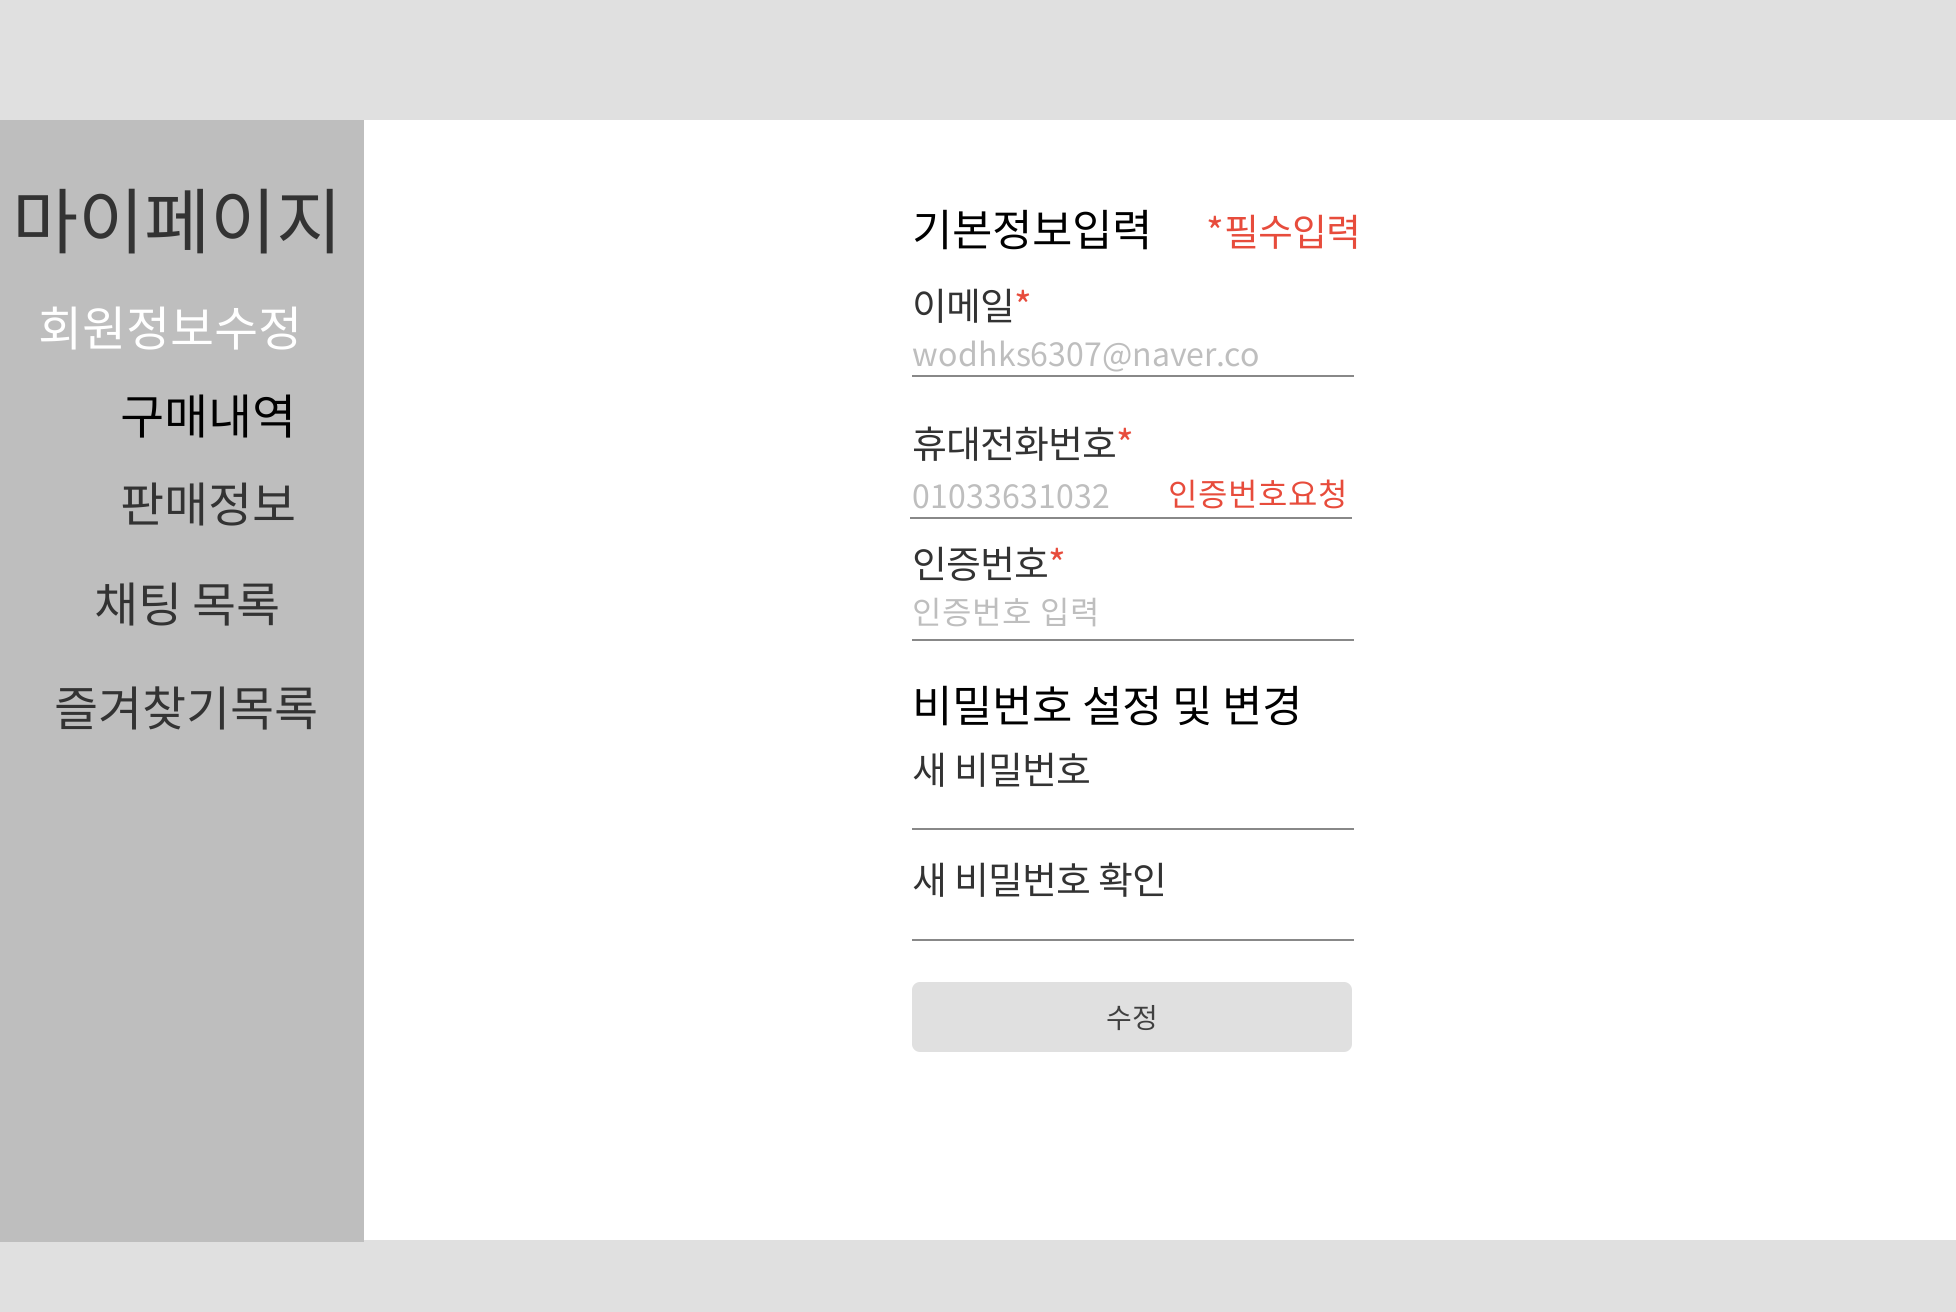 마이페이지
회원정보수정
구매내역
판매정보
채팅 목록
즐겨찾기목록
기본정보입력 *필수입력
이메일*
wodhks6307@naver.co
휴대전화번호*
01033631032 인증번호요청
인증번호*
인증번호 입력
비밀번호 설정 및 변경
새 비밀번호
새 비밀번호 확인
수정